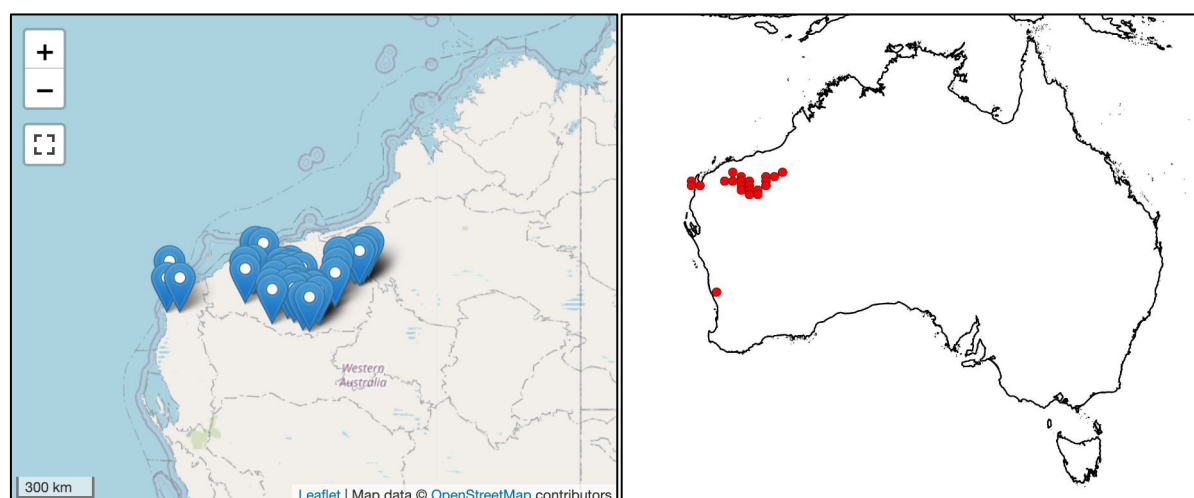 +
−
Western
Australia
300 km
Leaflet | Map data © OpenStreetMap contributors